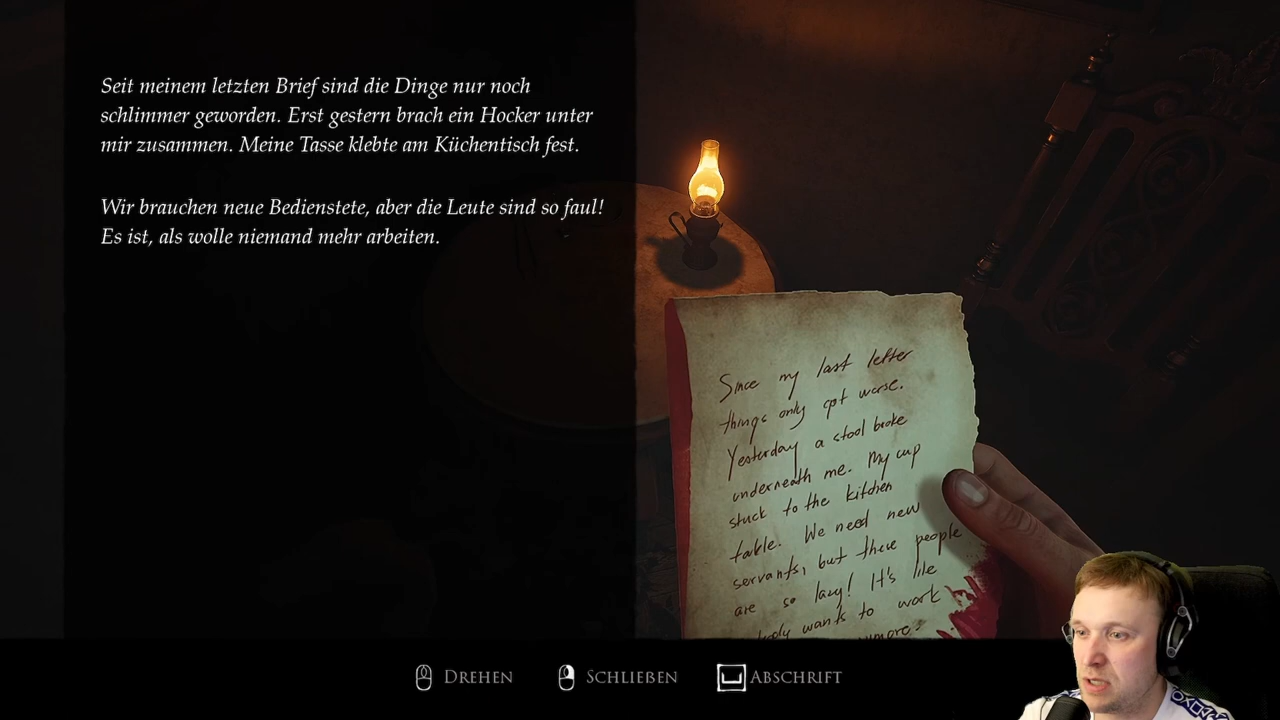 Seit meinem letzten Brief sind die Dinge nur noch
schlimmer geworden. Erst gestern brach ein Hocker unter
mir zusammen. Meine Tasse klebte am Küchentisch fest.
Wir brauchen neue Bedienstete, aber die Leute sind so faul!
Es ist, als wolle niemand mehr arbeiten.
Since my last letter
things only got worse.
Yesterday a stool broke
underneath me. My cup
stuck to the kitchen
table. We need new
servants, but these people
are so lazy! It's like
wants to work
DREHEN
SCHLIEßEN
ABSCHRIFT